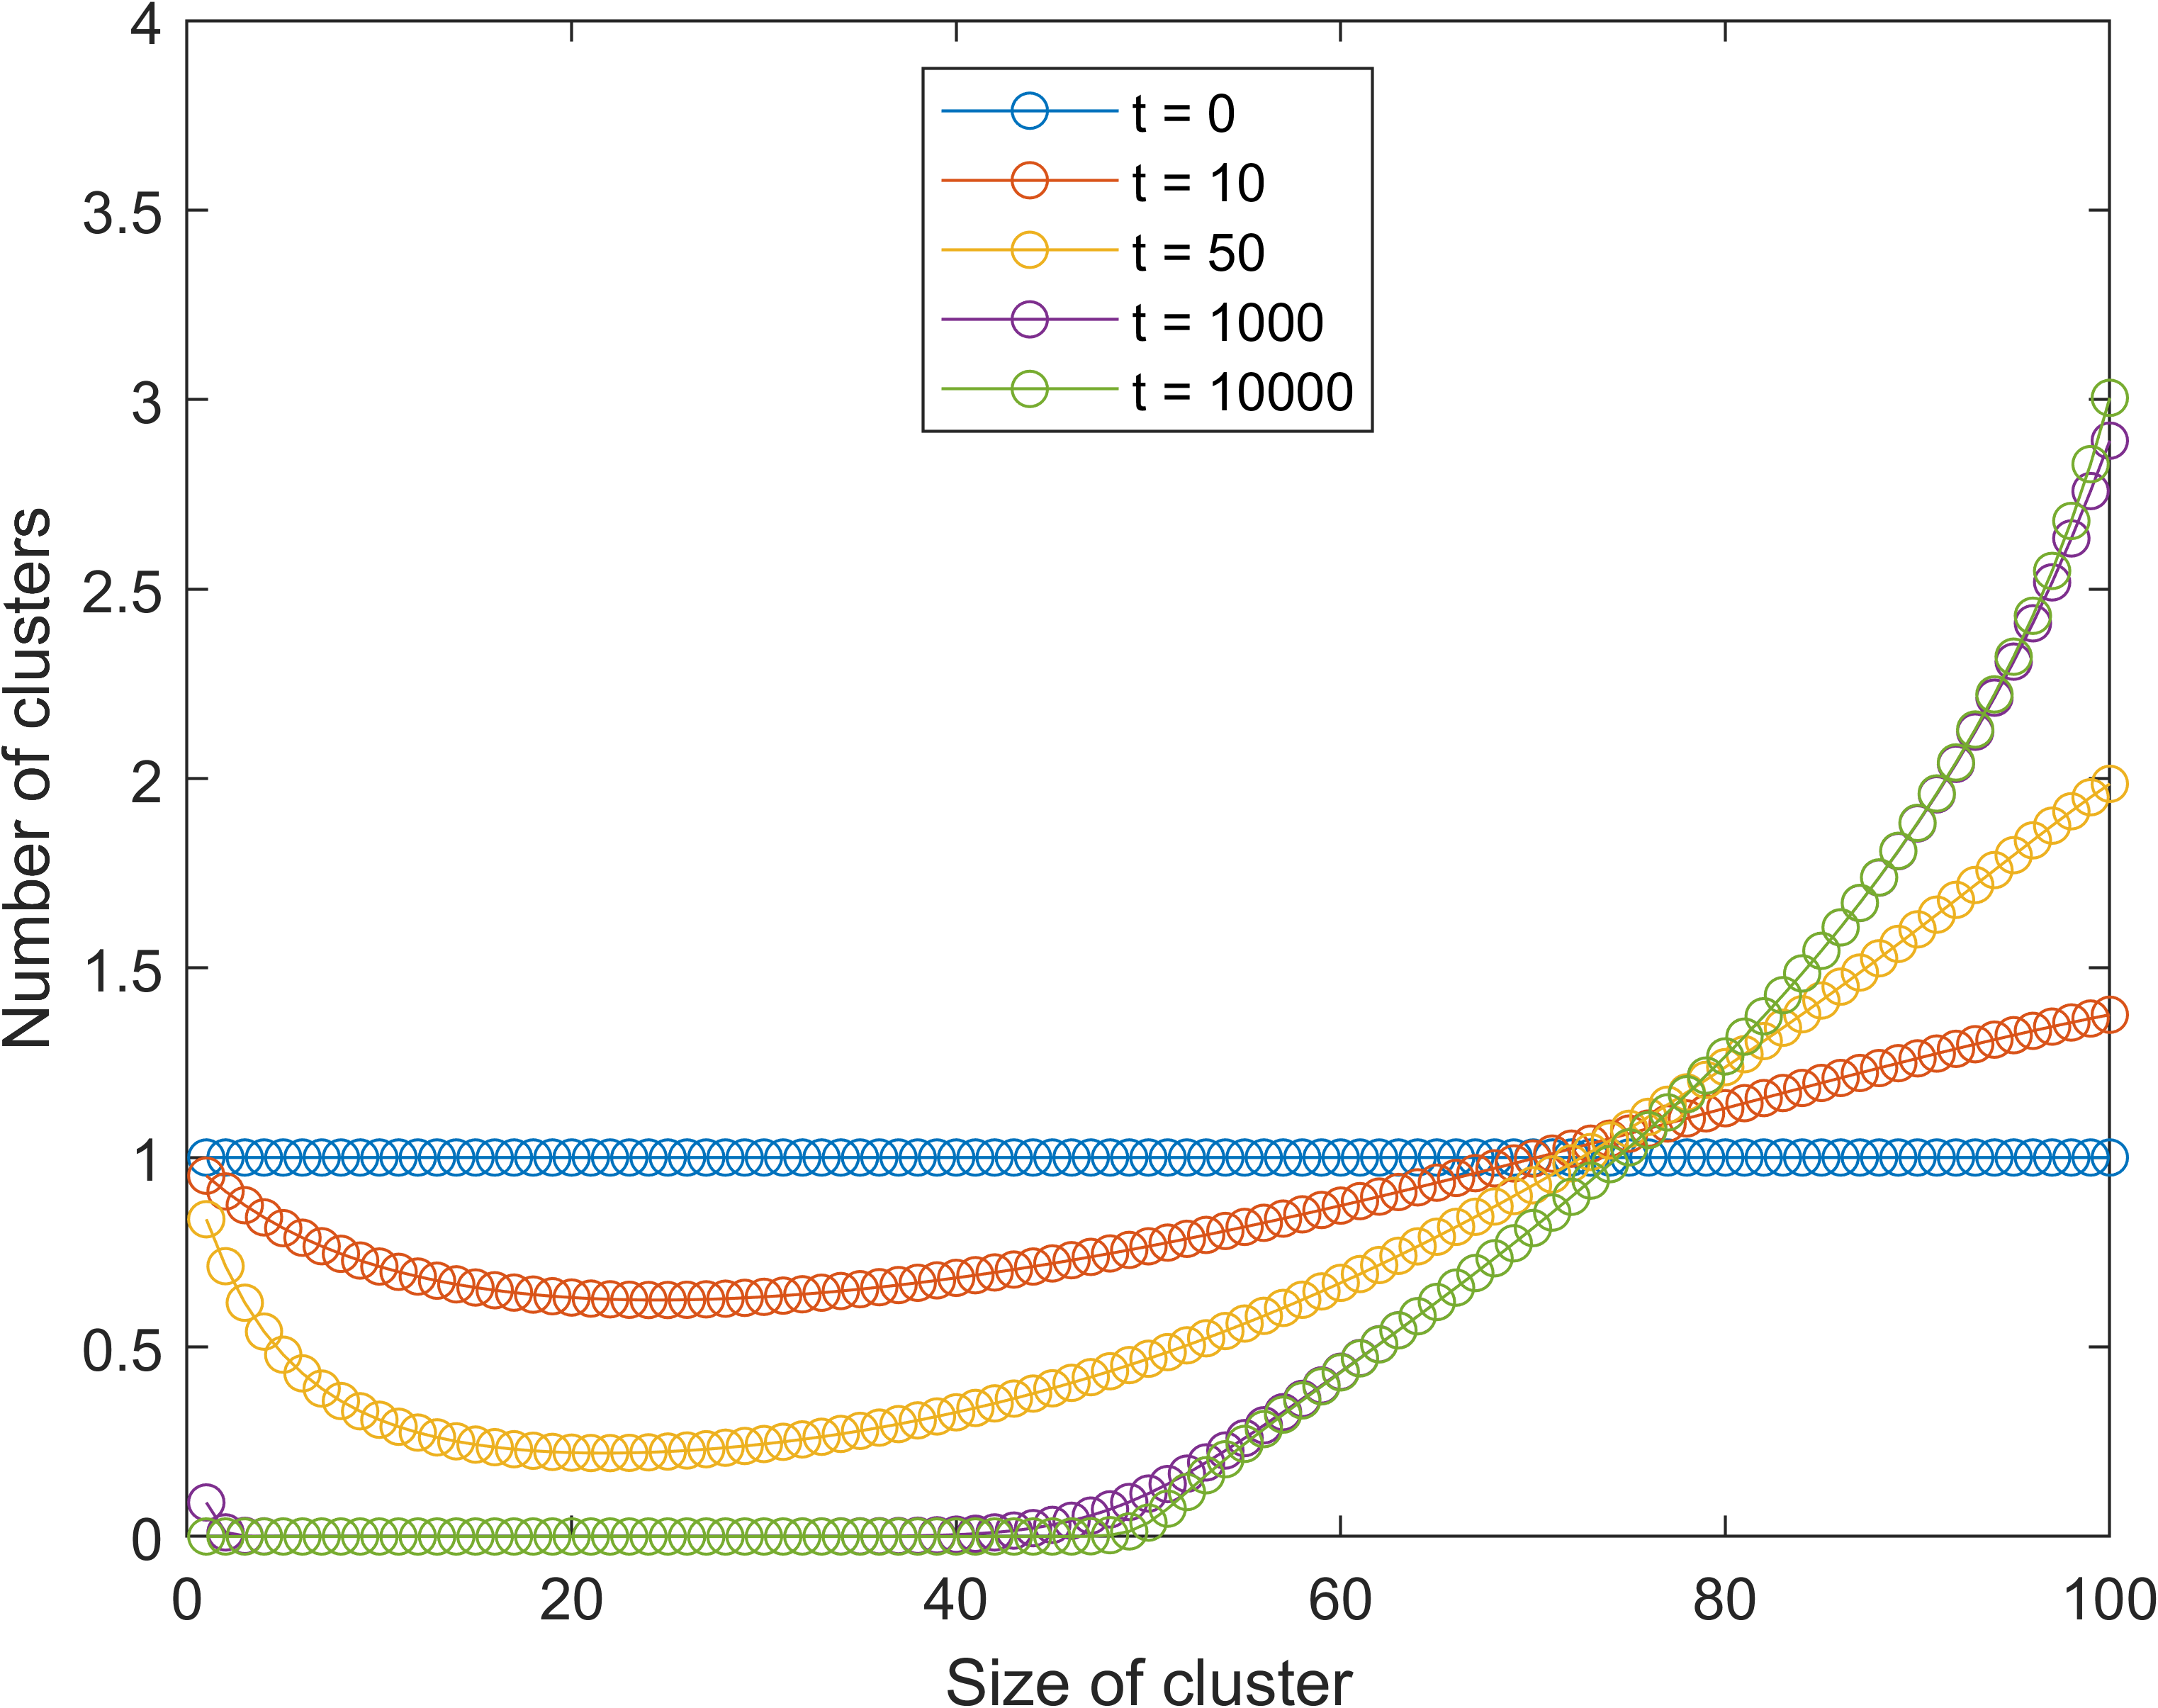 4
3.5
3
2.5
2
1.5
1
0.5
0
Number of clusters
t = 0
t = 10
t = 50
t = 1000
t = 10000
0 20 40 60 80 100
Size of cluster